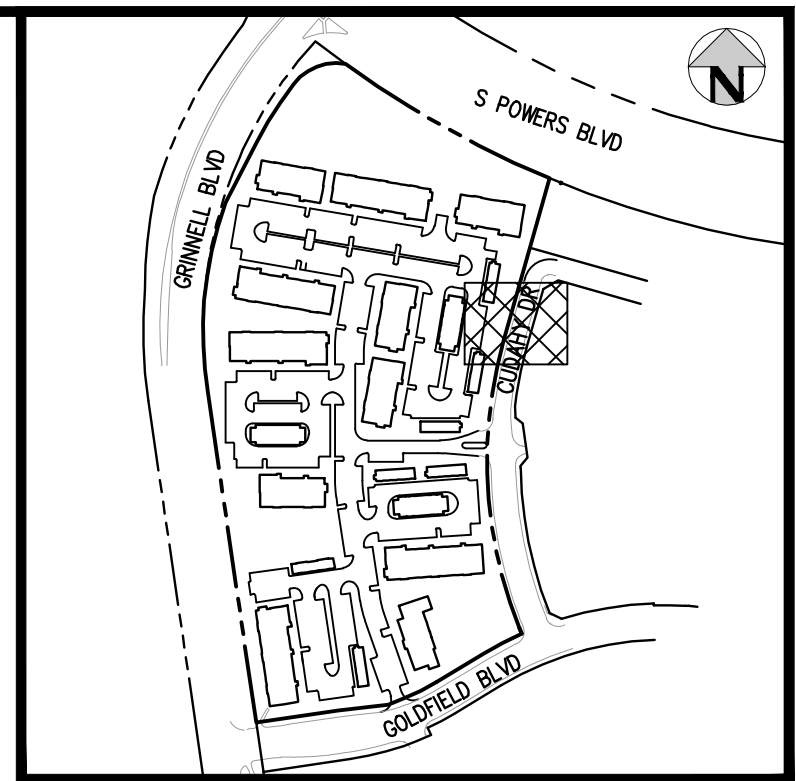 N
S POWERS BLVD
GRINNELL BLVD
CUDAHY DR
GOLDFIELD BLVD